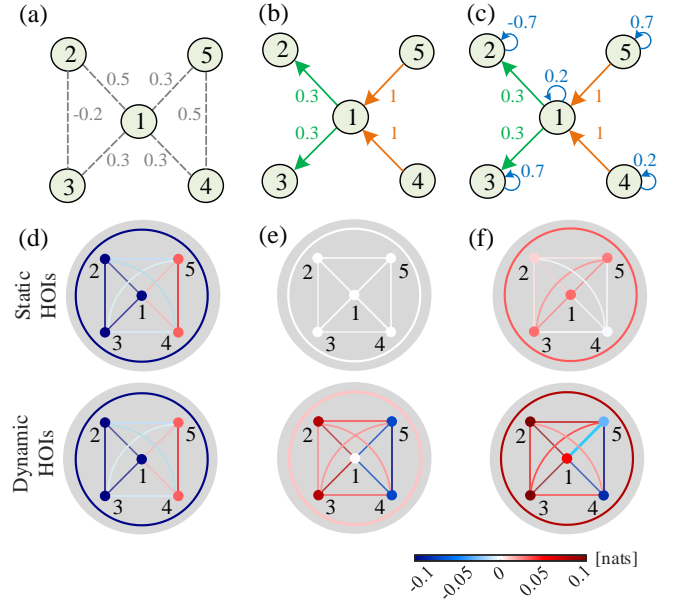 (a) (b) (c)
2 5 2 5 2 -0.7 5 0.7
0.5 0.3
-0.2 0.5 0.3 1 0.3 0.2 1
1 1 1
0.3 0.3 0.3 1 0.3 1
3 4 3 4 3 0.7 4 0.2
(d) (e) (f)
Static
HOIs
2 5 2 5 2 5
1 1 1
3 4 3 4 3 4
Dynamic
HOIs
2 5 2 5 2 5
1 1 1
3 4 3 4 3 4
[nats]
-0.1 -0.05 0 0.05 0.1